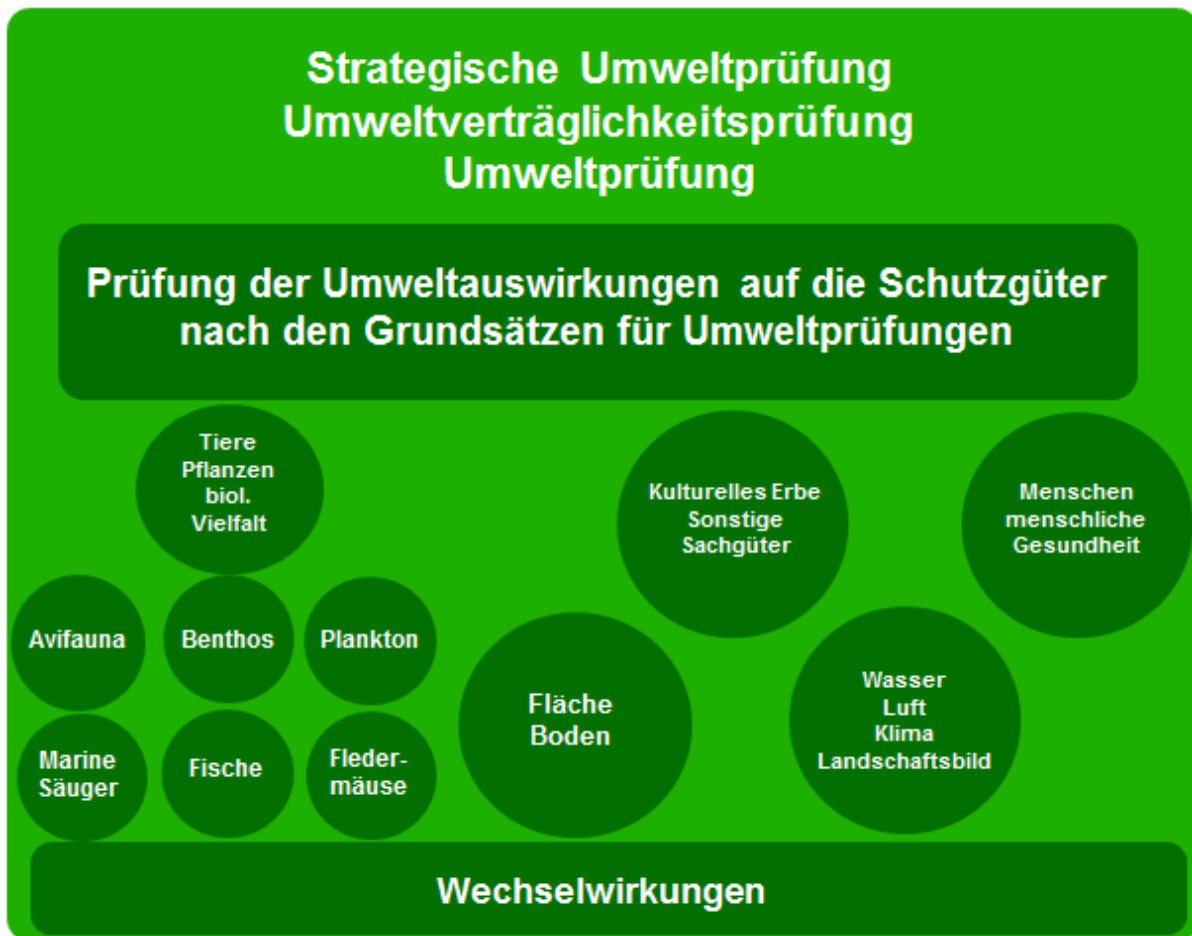 Strategische Umweltprüfung
Umweltverträglichkeitsprüfung
Umweltprüfung
Prüfung der Umweltauswirkungen auf die Schutzgüter
nach den Grundsätzen für Umweltprüfungen
Tiere
Pflanzen
biol.
Vielfalt
Kulturelles Erbe
Sonstige
Sachgüter
Menschen
menschliche
Gesundheit
Avifauna
Benthos
Plankton
Fläche
Boden
Wasser
Luft
Klima
Landschaftsbild
Marine
Säuger
Fische
Fleder-
mäuse
Wechselwirkungen